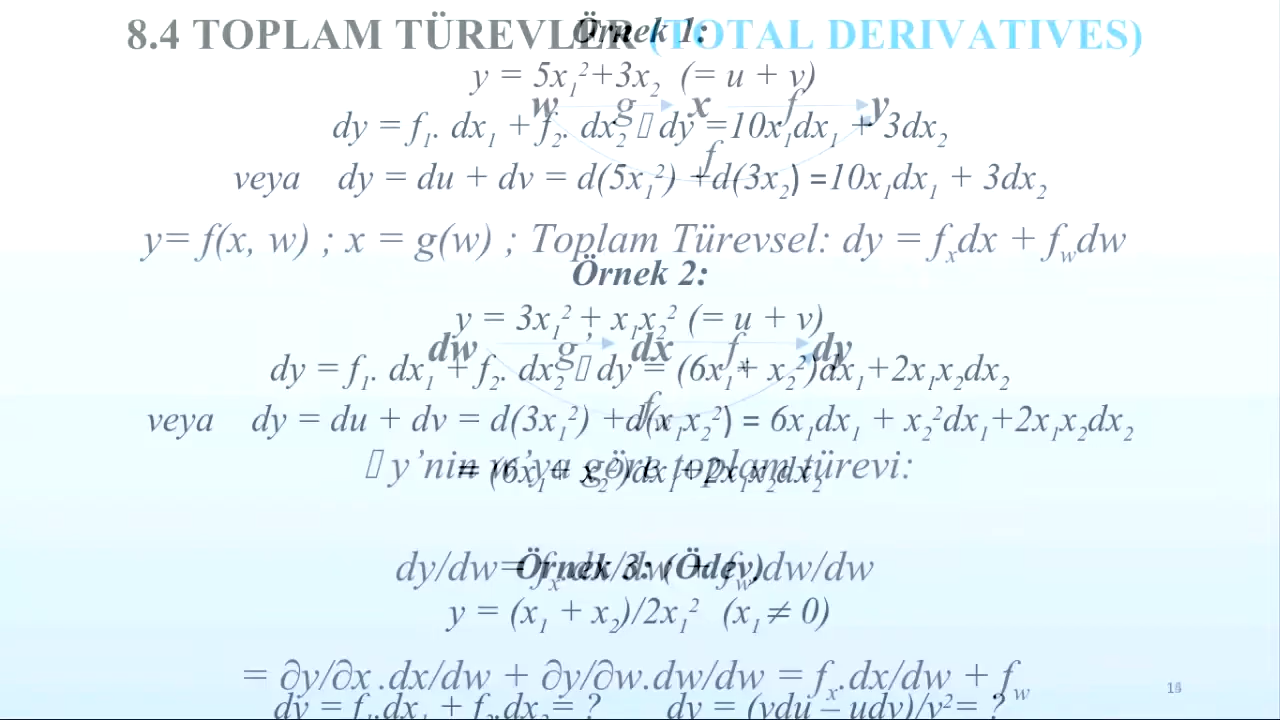 8.4 TOPLAM TÜREVLER (TOTAL DERIVATIVES)
Örnek 1:
y = 5x₁²+3x₂ (= u + v)
w g x f y
dy = f₁. dx₁ + f₂. dx₂ dy =10x₁dx₁ + 3dx₂
f
veya dy = du + dv = d(5x₁²) +d(3x₂) =10x₁dx₁ + 3dx₂
y= f(x, w) ; x = g(w) ; Toplam Türevsel: dy = fₓdx + f_w dw
Örnek 2:
y = 3x₁² + x₁x₂² (= u + v)
dw g’ dx f dy
dy = f₁. dx₁ + f₂. dx₂ dy = (6x₁+ x₂²)dx₁+2x₁x₂dx₂
veya dy = du + dv = d(3x₁²) +d(x₁x₂²) = 6x₁dx₁ + x₂²dx₁+2x₁x₂dx₂
= (6x₁+ x₂²)dx₁+2x₁x₂dx₂
y’nin w’ya göre toplam türevi:
Örnek 3: (Ödev)
dy/dw= fₓ.dx/dw + f_w.dw/dw
y = (x₁ + x₂)/2x₁² (x₁ ≠ 0)
= ∂y/∂x.dx/dw + ∂y/∂w.dw/dw = fₓ.dx/dw + f_w
dy = f₁.dx₁ + f₂.dx₂= ? dy = (vdu – udv)/v²= ?